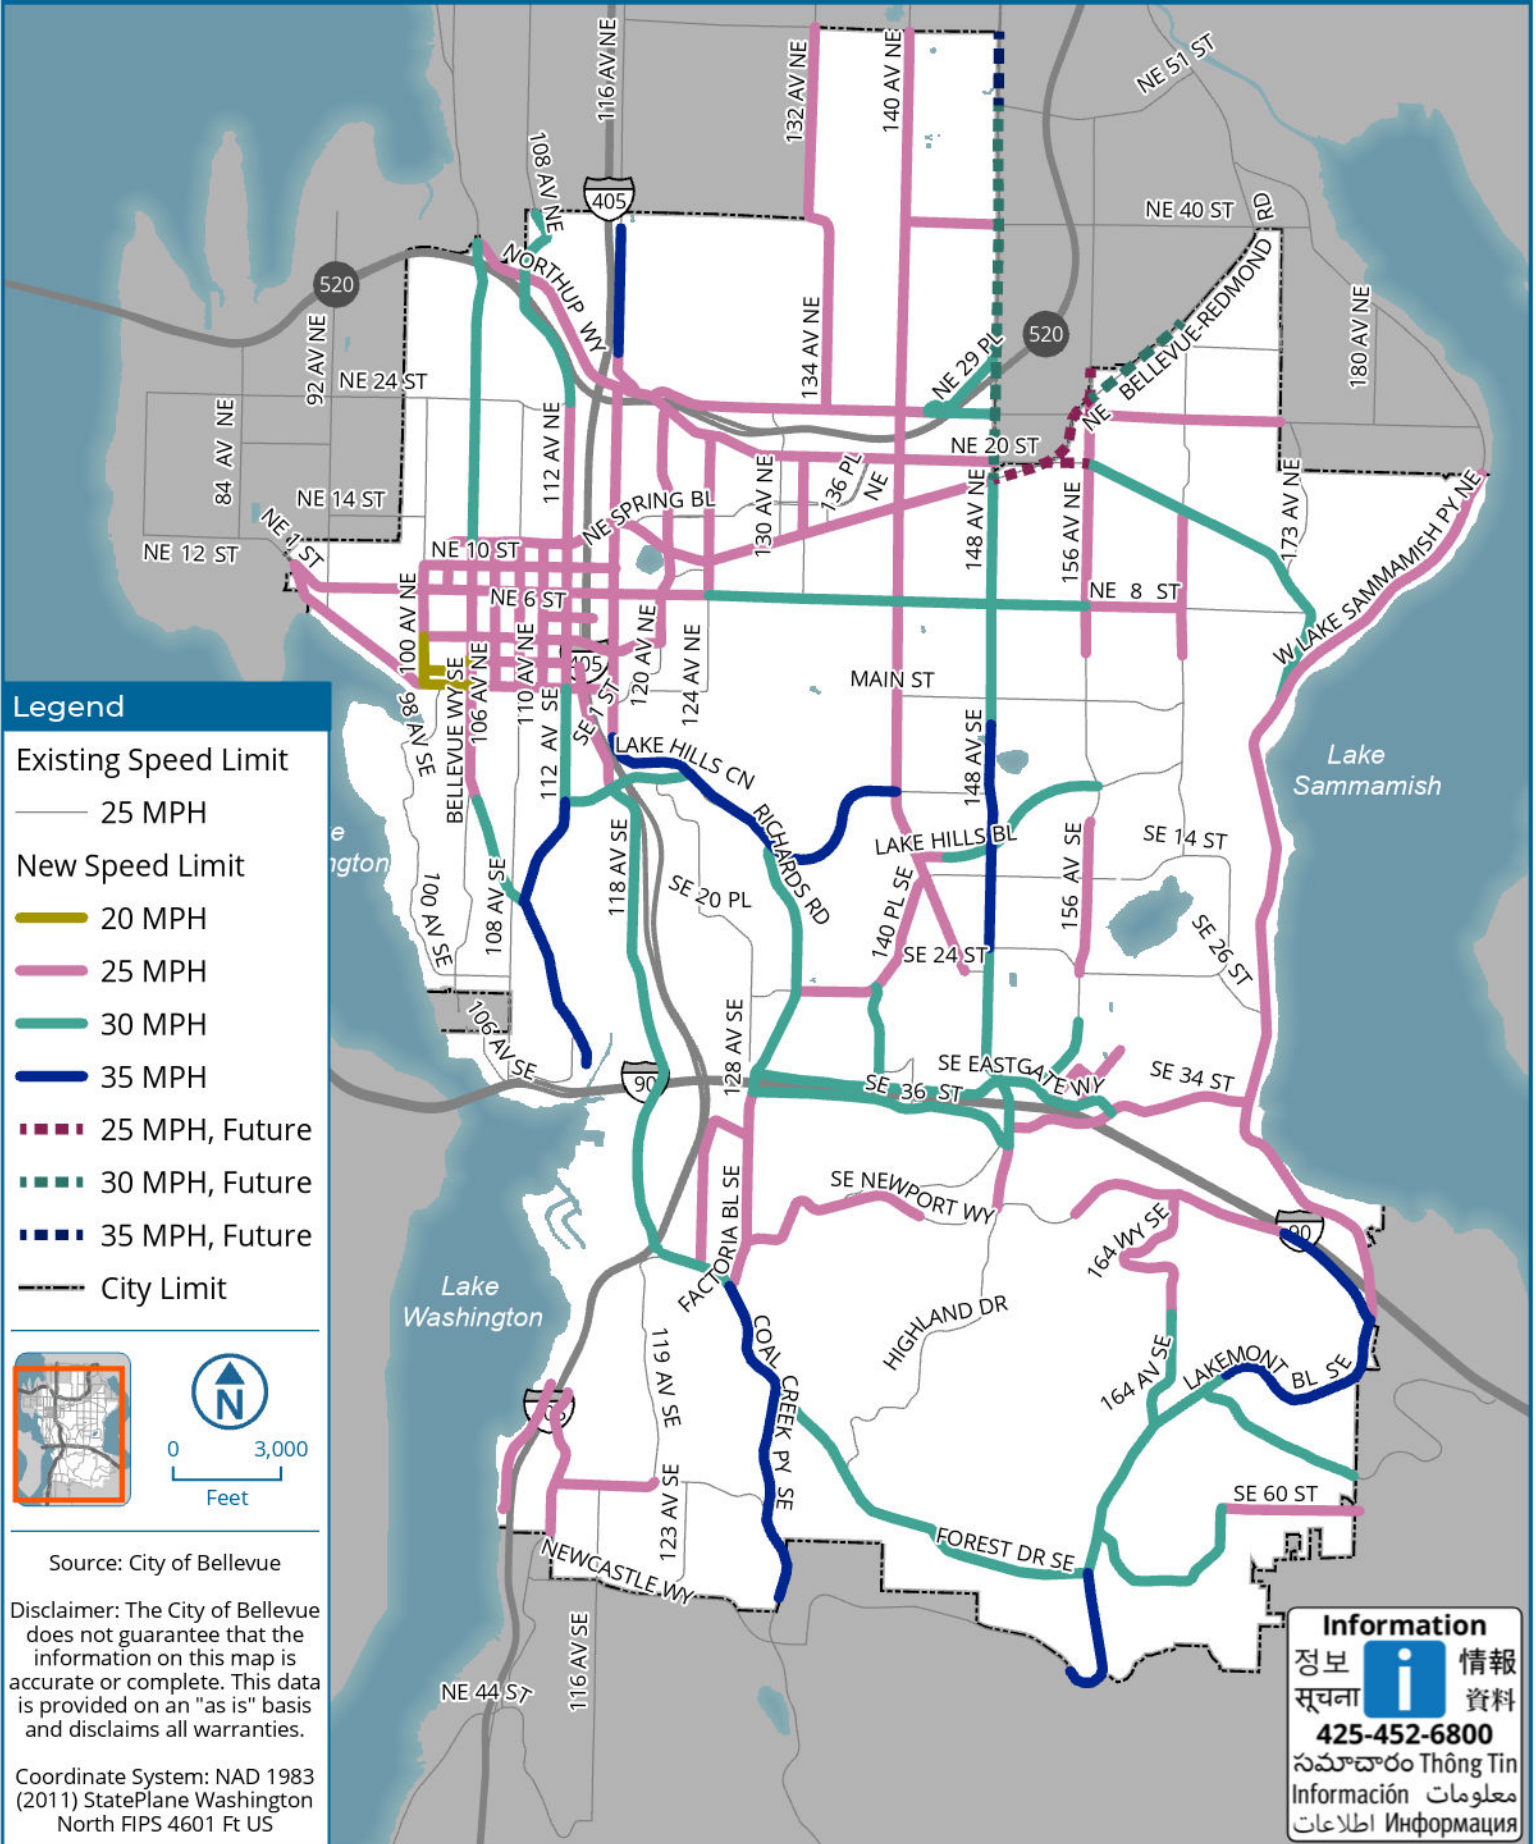 116 AV NE
132 AV NE
140 AV NE
NE 51 ST
108 AV NE
405
NE 40 ST
BELLEVUE-REDMOND RD
NORTHUP WY
520
520
92 AV NE
134 AV NE
NE 29 PL
180 AV NE
NE 24 ST
84 AV NE
112 AV NE
NE
NE 20 ST
NE 14 ST
NE SPRING BL
130 AV NE
136 PL NE
148 AV NE
156 AV NE
173 AV NE
W LAKE SAMMAMISH PY NE
NE 1 ST
NE 12 ST
NE 10 ST
NE 6 ST
NE 8 ST
100 AV NE
106 AV NE
110 AV NE
405
120 AV NE
124 AV NE
MAIN ST
98 AV SE
BELLEVUE WY SE
112 AV SE
SE 1 ST
LAKE HILLS CN
148 AV SE
Lake
Sammamish
RICHARDS RD
LAKE HILLS BL
SE 14 ST
156 AV SE
118 AV SE
SE 20 PL
140 PL SE
100 AV SE
108 AV SE
SE 24 ST
SE 26 ST
106 AV SE
128 AV SE
90
SE EASTGATE WY
SE 36 ST
SE 34 ST
SE NEWPORT WY
FACTORIA BL SE
164 WY SE
90
Lake
Washington
HIGHLAND DR
COAL CREEK PY SE
119 AV SE
164 AV SE
LAKEMONT BL SE
123 AV SE
SE 60 ST
FOREST DR SE
NEWCASTLE WY
116 AV SE
NE 44 ST
Legend
Existing Speed Limit
25 MPH
New Speed Limit
20 MPH
25 MPH
30 MPH
35 MPH
25 MPH, Future
30 MPH, Future
35 MPH, Future
City Limit
N
0 3,000
Feet
Source: City of Bellevue
Disclaimer: The City of Bellevue
does not guarantee that the
information on this map is
accurate or complete. This data
is provided on an "as is" basis
and disclaims all warranties.
Coordinate System: NAD 1983
(2011) StatePlane Washington
North FIPS 4601 Ft US
Information
정보 i 情報
सूचना 資料
425-452-6800
సమాచారం Thông Tin
Información معلومات
اطلاعات Информация